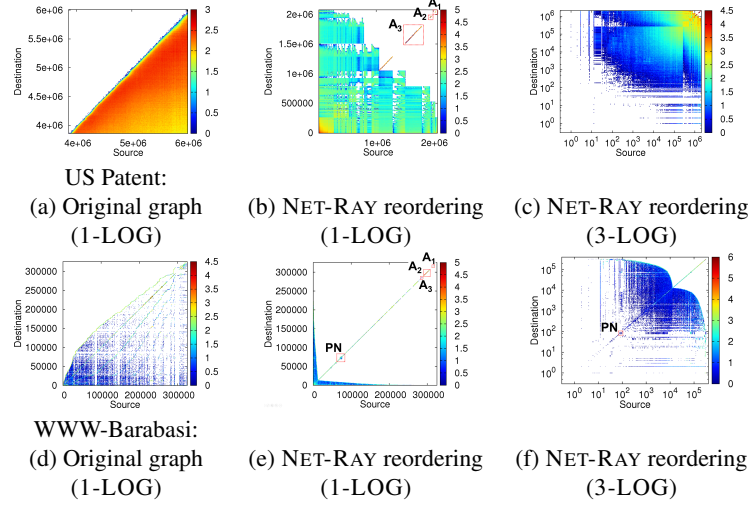 6e+06
5.5e+06
5e+06
4.5e+06
4e+06
Destination
4e+06 5e+06 6e+06
Source
3
2.5
2
1.5
1
0.5
0
2e+06
1.5e+06
1e+06
500000
Destination
A1
A2
A3
1e+06 2e+06
Source
5
4.5
4
3.5
3
2.5
2
1.5
1
0.5
0
10^6
10^5
10^4
10^3
10^2
10^1
10^0
Destination
10^0 10^1 10^2 10^3 10^4 10^5 10^6
Source
4.5
4
3.5
3
2.5
2
1.5
1
0.5
0
US Patent:
(a) Original graph
(1-LOG)
(b) NET-RAY reordering
(1-LOG)
(c) NET-RAY reordering
(3-LOG)
300000
250000
200000
150000
100000
50000
0
Destination
0 100000 200000 300000
Source
4.5
4
3.5
3
2.5
2
1.5
1
0.5
0
300000
250000
200000
150000
100000
50000
0
Destination
A1
A2
A3
PN
0 100000 200000 300000
Source
5
4.5
4
3.5
3
2.5
2
1.5
1
0.5
0
10^5
10^4
10^3
10^2
10^1
10^0
Destination
PN
10^0 10^1 10^2 10^3 10^4 10^5
Source
6
5
4
3
2
1
0
WWW-Barabasi:
(d) Original graph
(1-LOG)
(e) NET-RAY reordering
(1-LOG)
(f) NET-RAY reordering
(3-LOG)